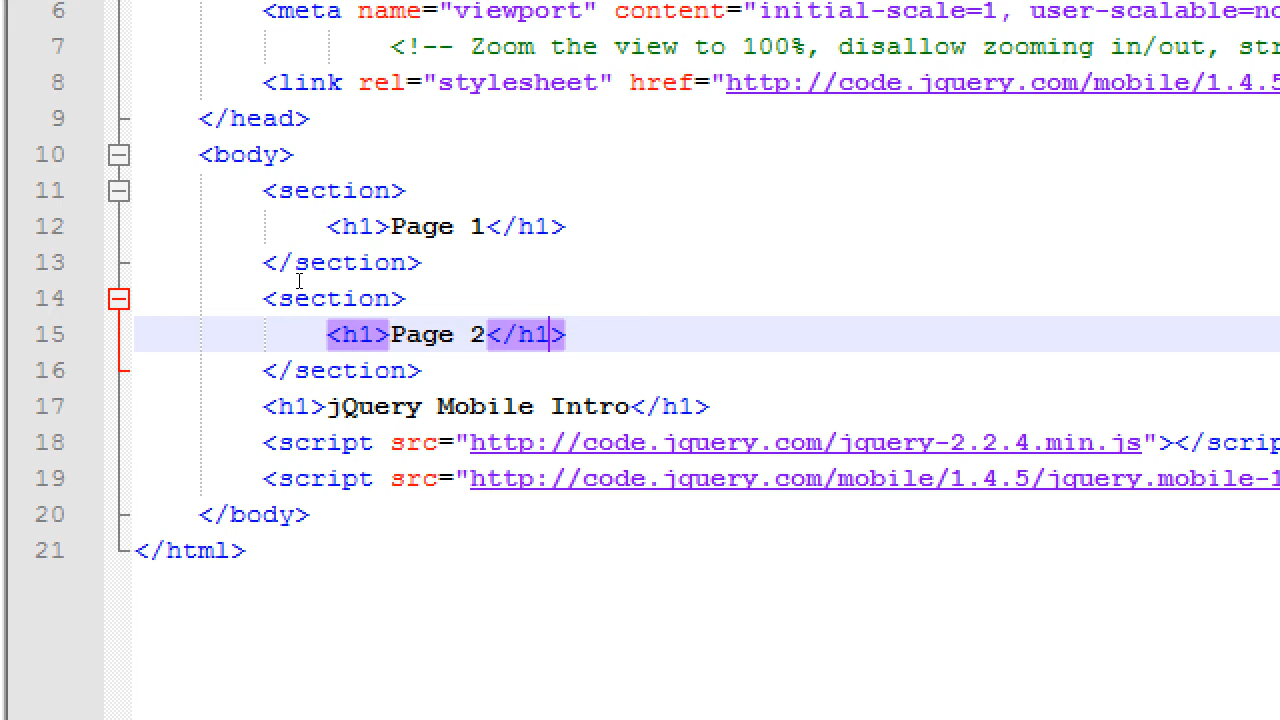 6 <meta name="viewport" content="initial-scale=1, user-scalable=no
7 <!-- Zoom the view to 100%, disallow zooming in/out, str
8 <link rel="stylesheet" href="http://code.jquery.com/mobile/1.4.5
9 </head>
10 <body>
11 <section>
12 <h1>Page 1</h1>
13 </section>
14 <section>
15 <h1>Page 2</h1>
16 </section>
17 <h1>jQuery Mobile Intro</h1>
18 <script src="http://code.jquery.com/jquery-2.2.4.min.js"></scrip
19 <script src="http://code.jquery.com/mobile/1.4.5/jquery.mobile-1
20 </body>
21 </html>